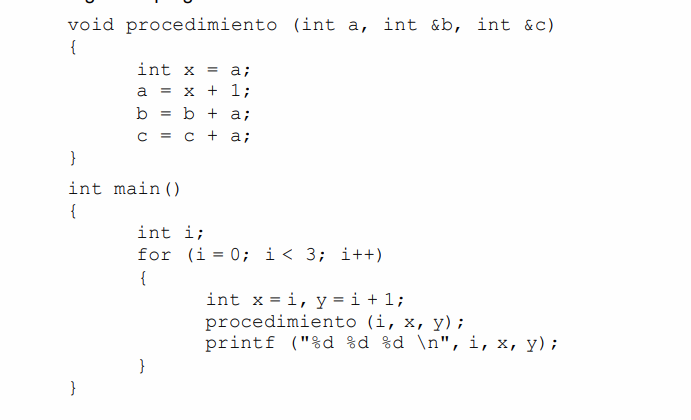 void procedimiento (int a, int &b, int &c)
{
int x = a;
a = x + 1;
b = b + a;
c = c + a;
}
int main()
{
int i;
for (i = 0; i < 3; i++)
{
int x = i, y = i + 1;
procedimiento (i, x, y);
printf ("%d %d %d \n", i, x, y);
}
}